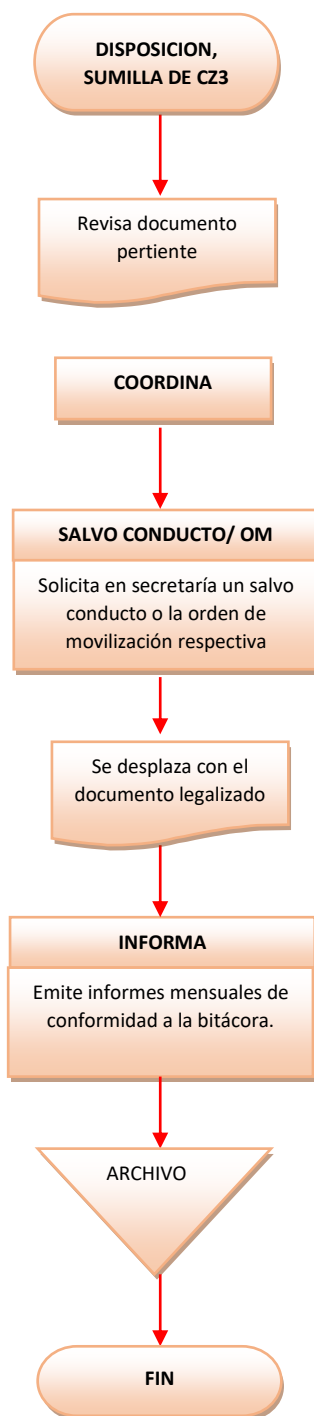 DISPOSICION,
SUMILLA DE CZ3
Revisa documento
pertiente
COORDINA
SALVO CONDUCTO/ OM
Solicita en secretaría un salvo
conducto o la orden de
movilización respectiva
Se desplaza con el
documento legalizado
INFORMA
Emite informes mensuales de
conformidad a la bitácora.
ARCHIVO
FIN